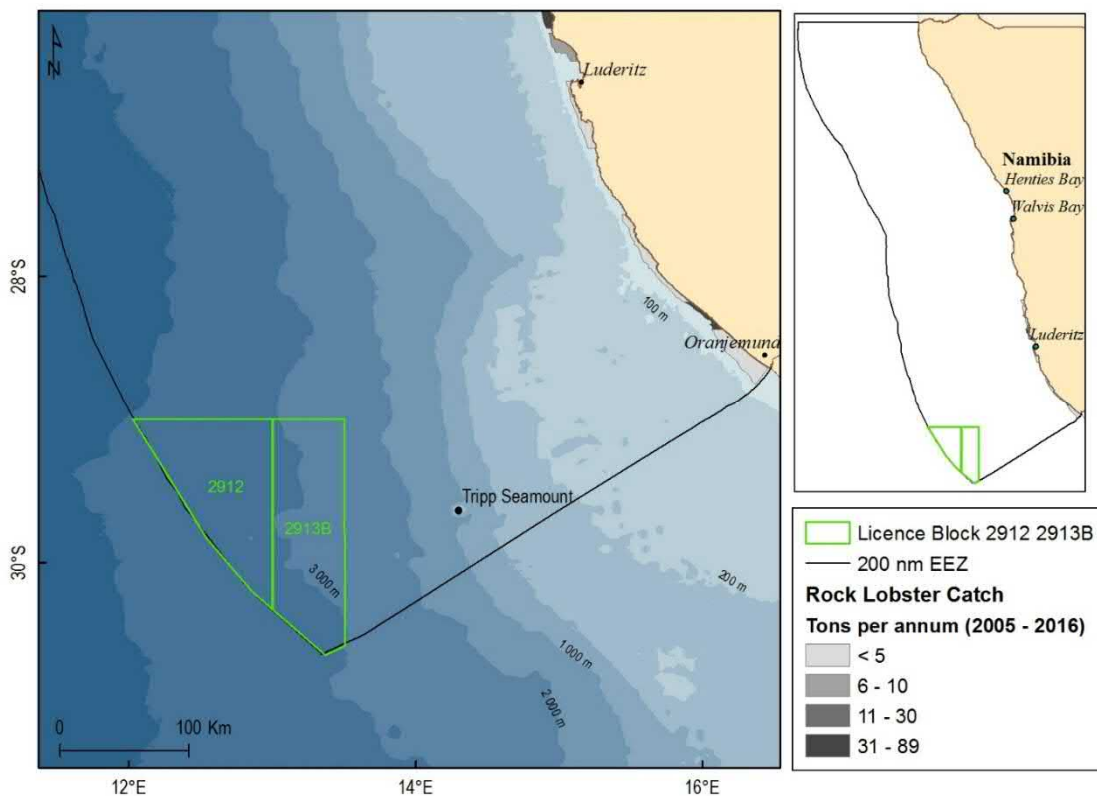 N
Luderitz
28°S
100 m
Oranjemund
2912
2913B
Tripp Seamount
30°S
3 000 m
200 m
1 000 m
2 000 m
0 100 Km
12°E 14°E 16°E
Namibia
Henties Bay
Walvis Bay
Luderitz
Licence Block 2912 2913B
200 nm EEZ
Rock Lobster Catch
Tons per annum (2005 - 2016)
< 5
6 - 10
11 - 30
31 - 89